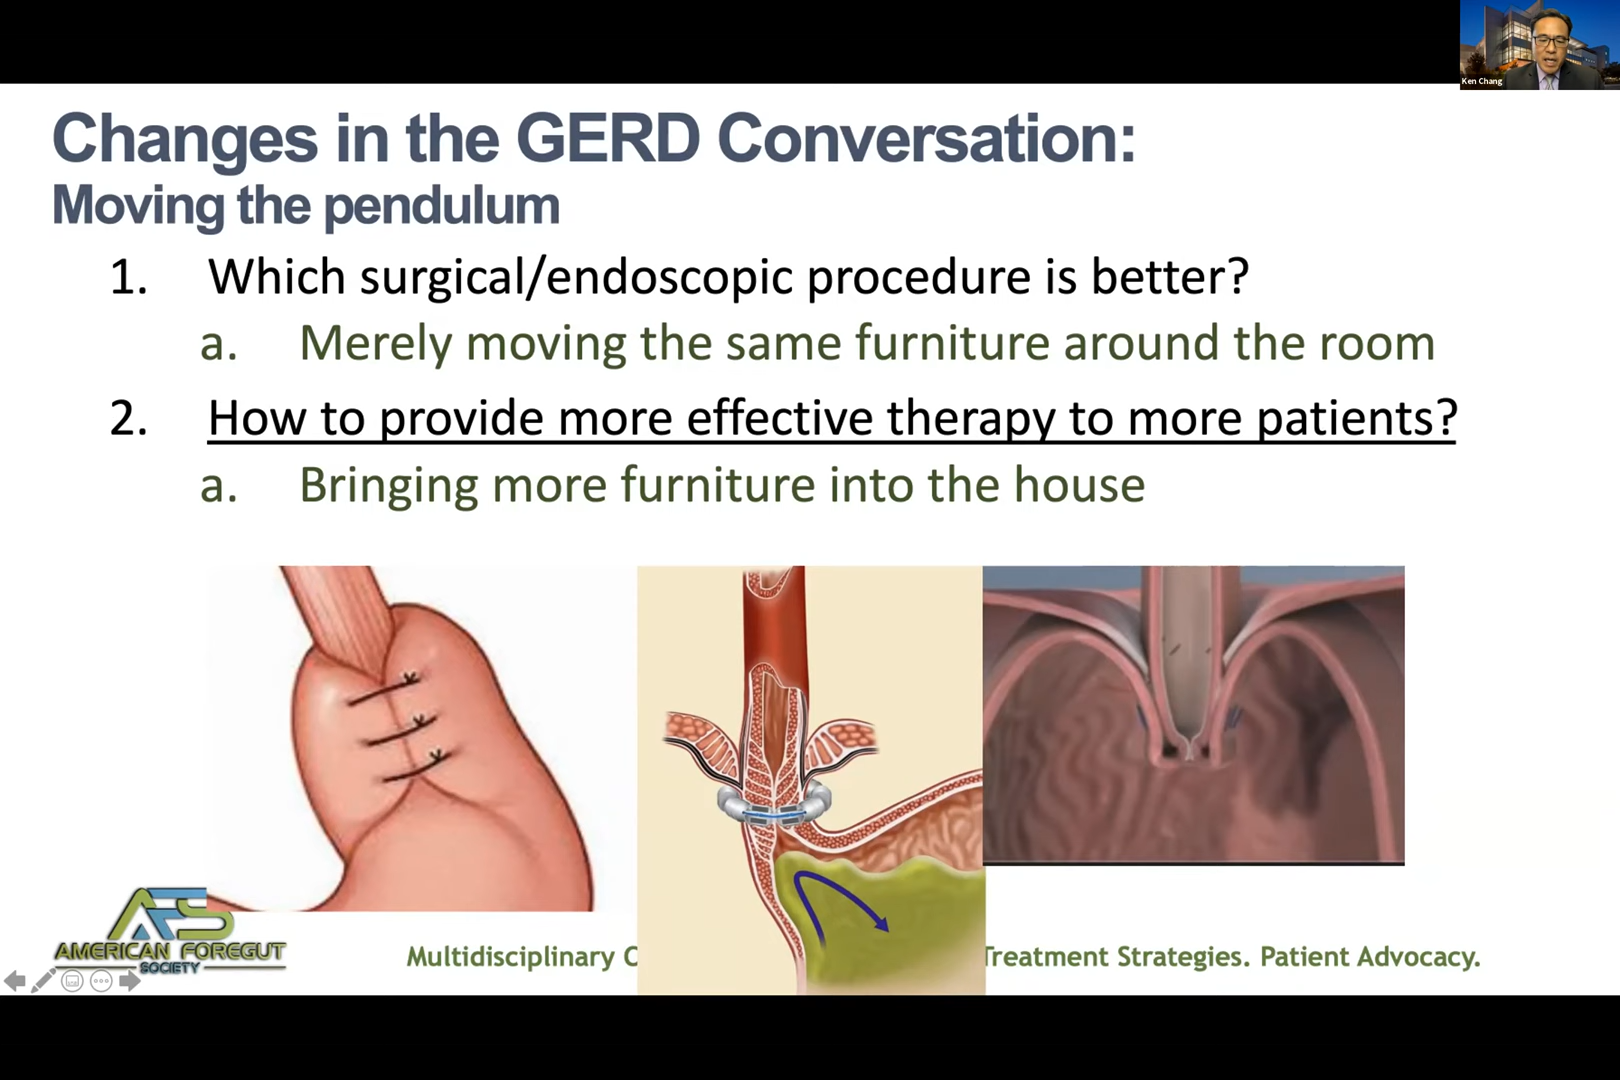 Ken Chang
Changes in the GERD Conversation:
Moving the pendulum
1. Which surgical/endoscopic procedure is better?
a. Merely moving the same furniture around the room
2. How to provide more effective therapy to more patients?
a. Bringing more furniture into the house
AFS
AMERICAN FOREGUT
SOCIETY
Multidisciplinary C
Treatment Strategies. Patient Advocacy.